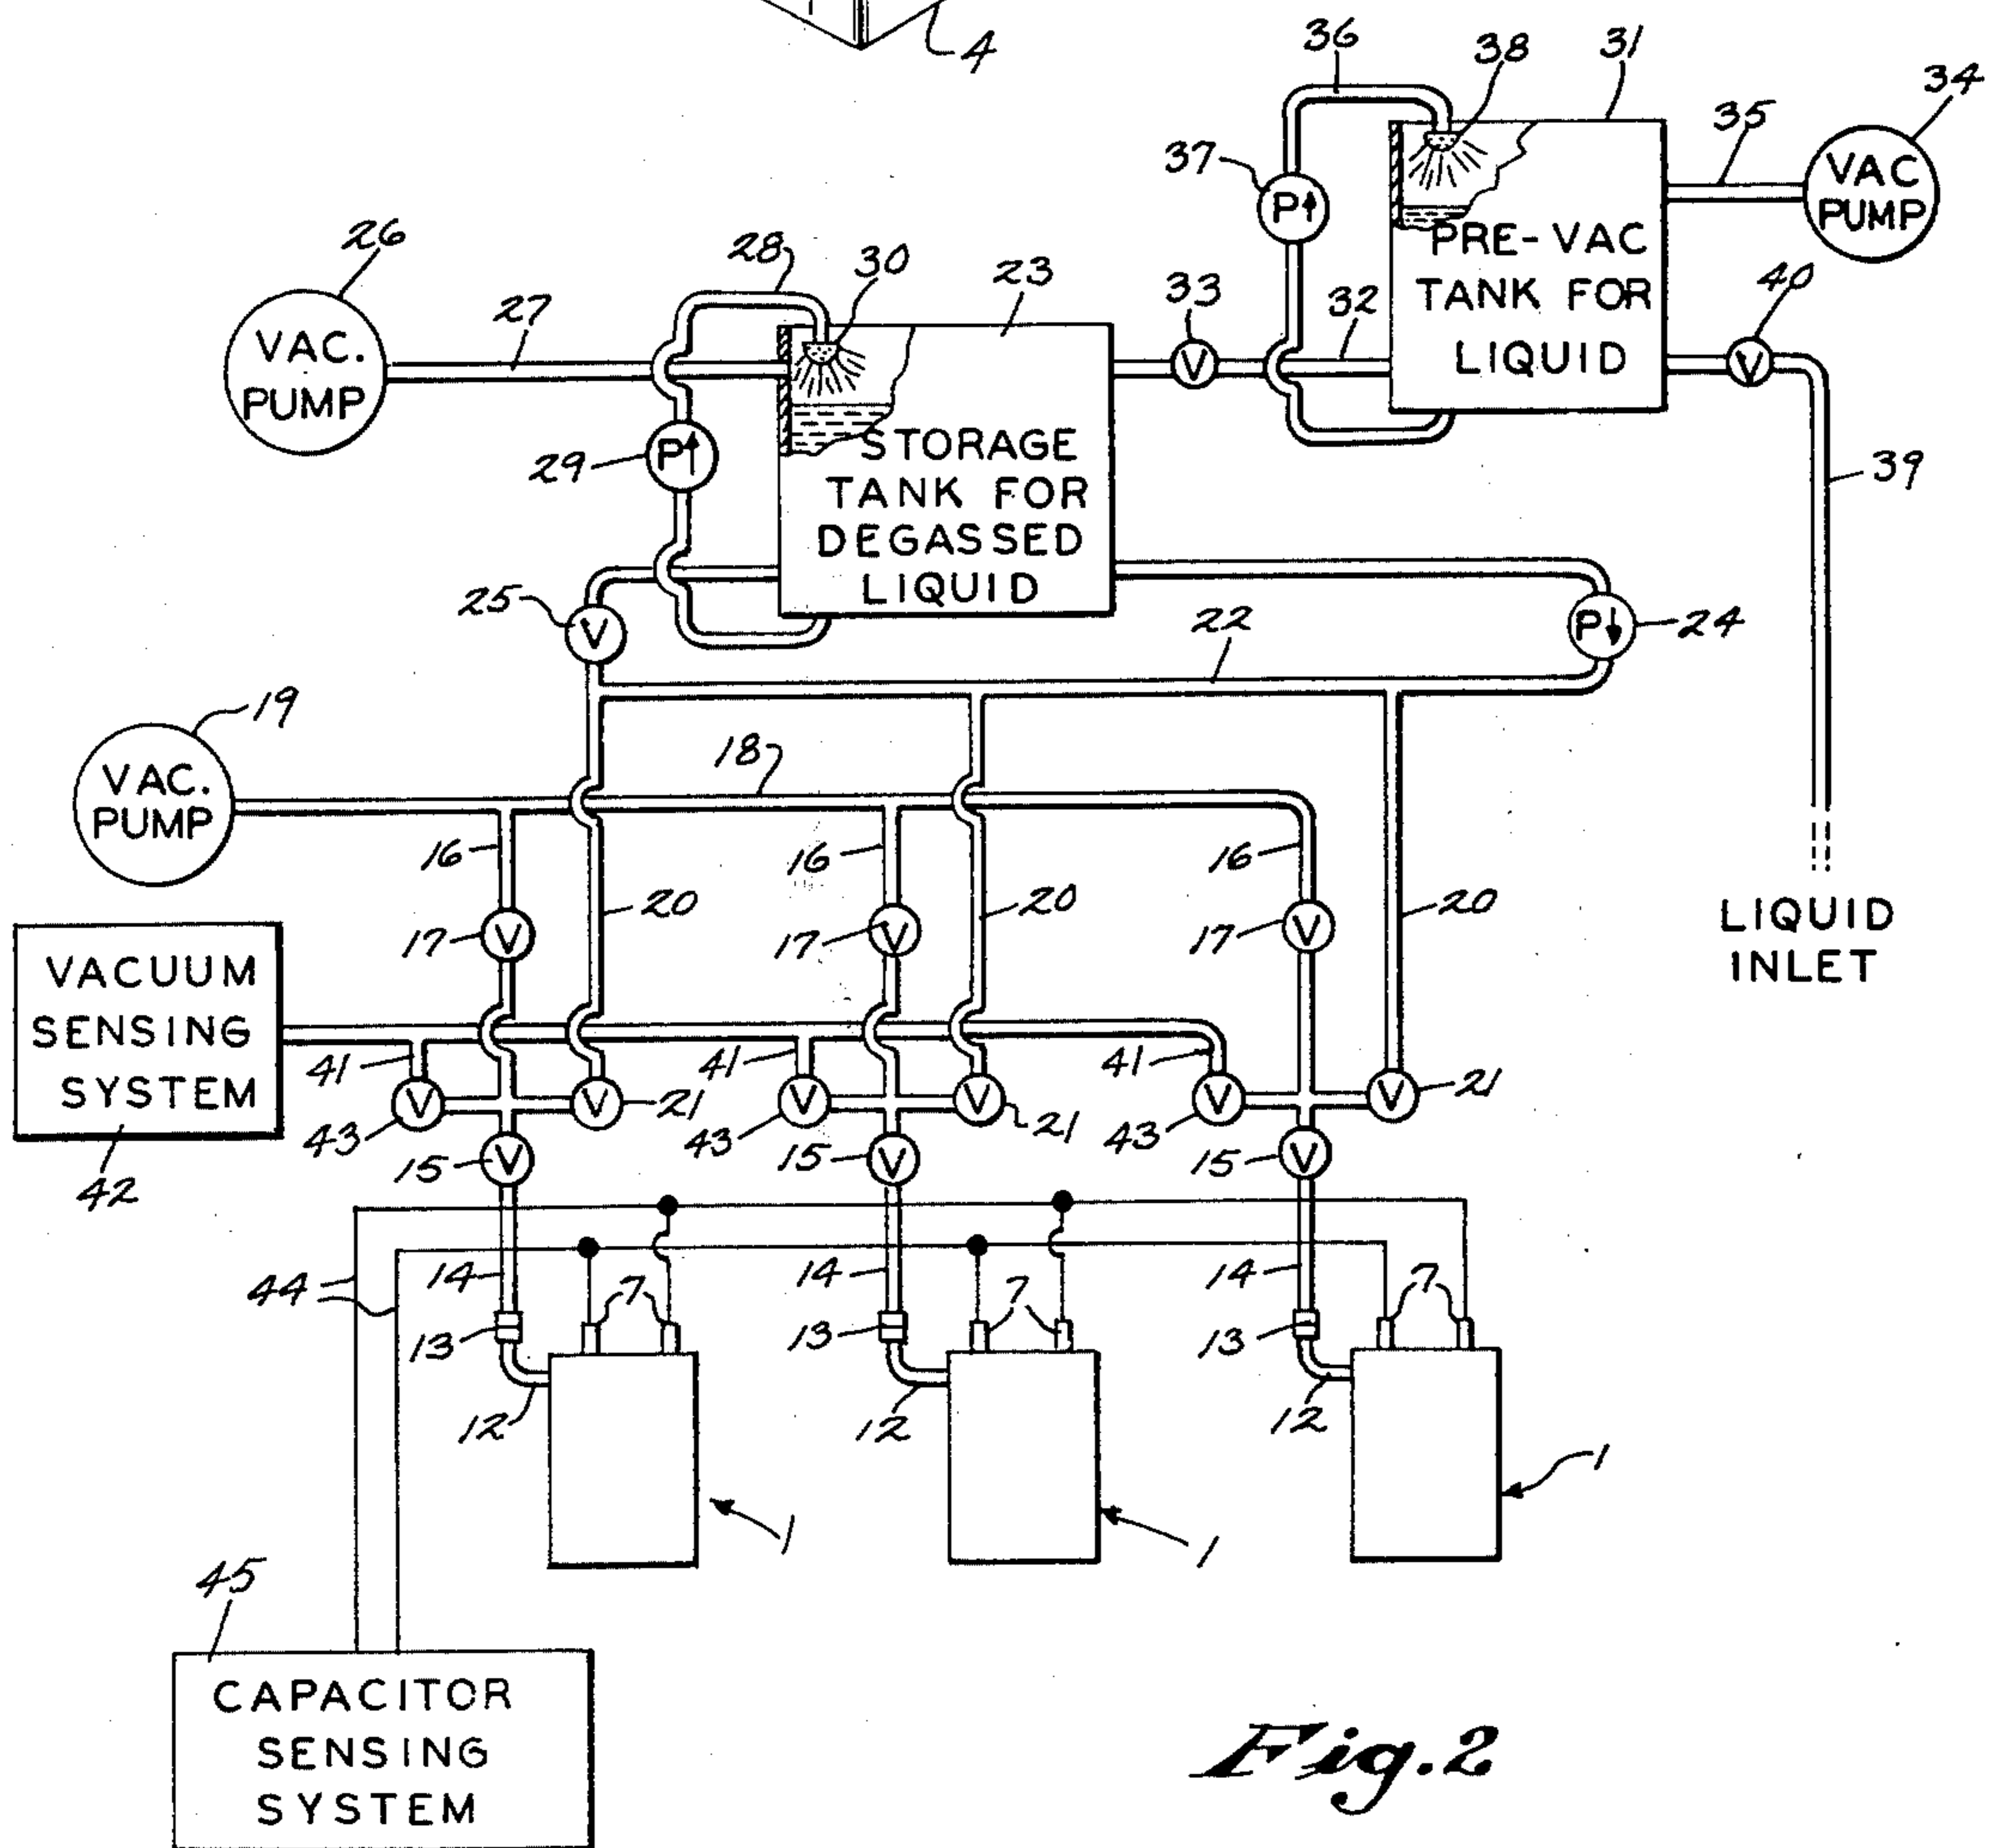 4
36
38
31
34
35
VAC
PUMP
37
P
PRE-VAC
TANK FOR
LIQUID
26
28
30
23
33
32
40
27
VAC.
PUMP
V
V
39
29
P
STORAGE
TANK FOR
DEGASSED
LIQUID
25
V
22
P
24
19
18
VAC.
PUMP
16
16
16
20
20
20
17
V
17
V
17
V
LIQUID
INLET
VACUUM
SENSING
SYSTEM
41
41
41
V
V
21
V
V
21
V
V
21
43
43
43
15
V
15
V
15
V
42
44
14
7
14
7
14
7
13
13
13
12
12
12
1
1
1
45
CAPACITOR
SENSING
SYSTEM
Fig. 2